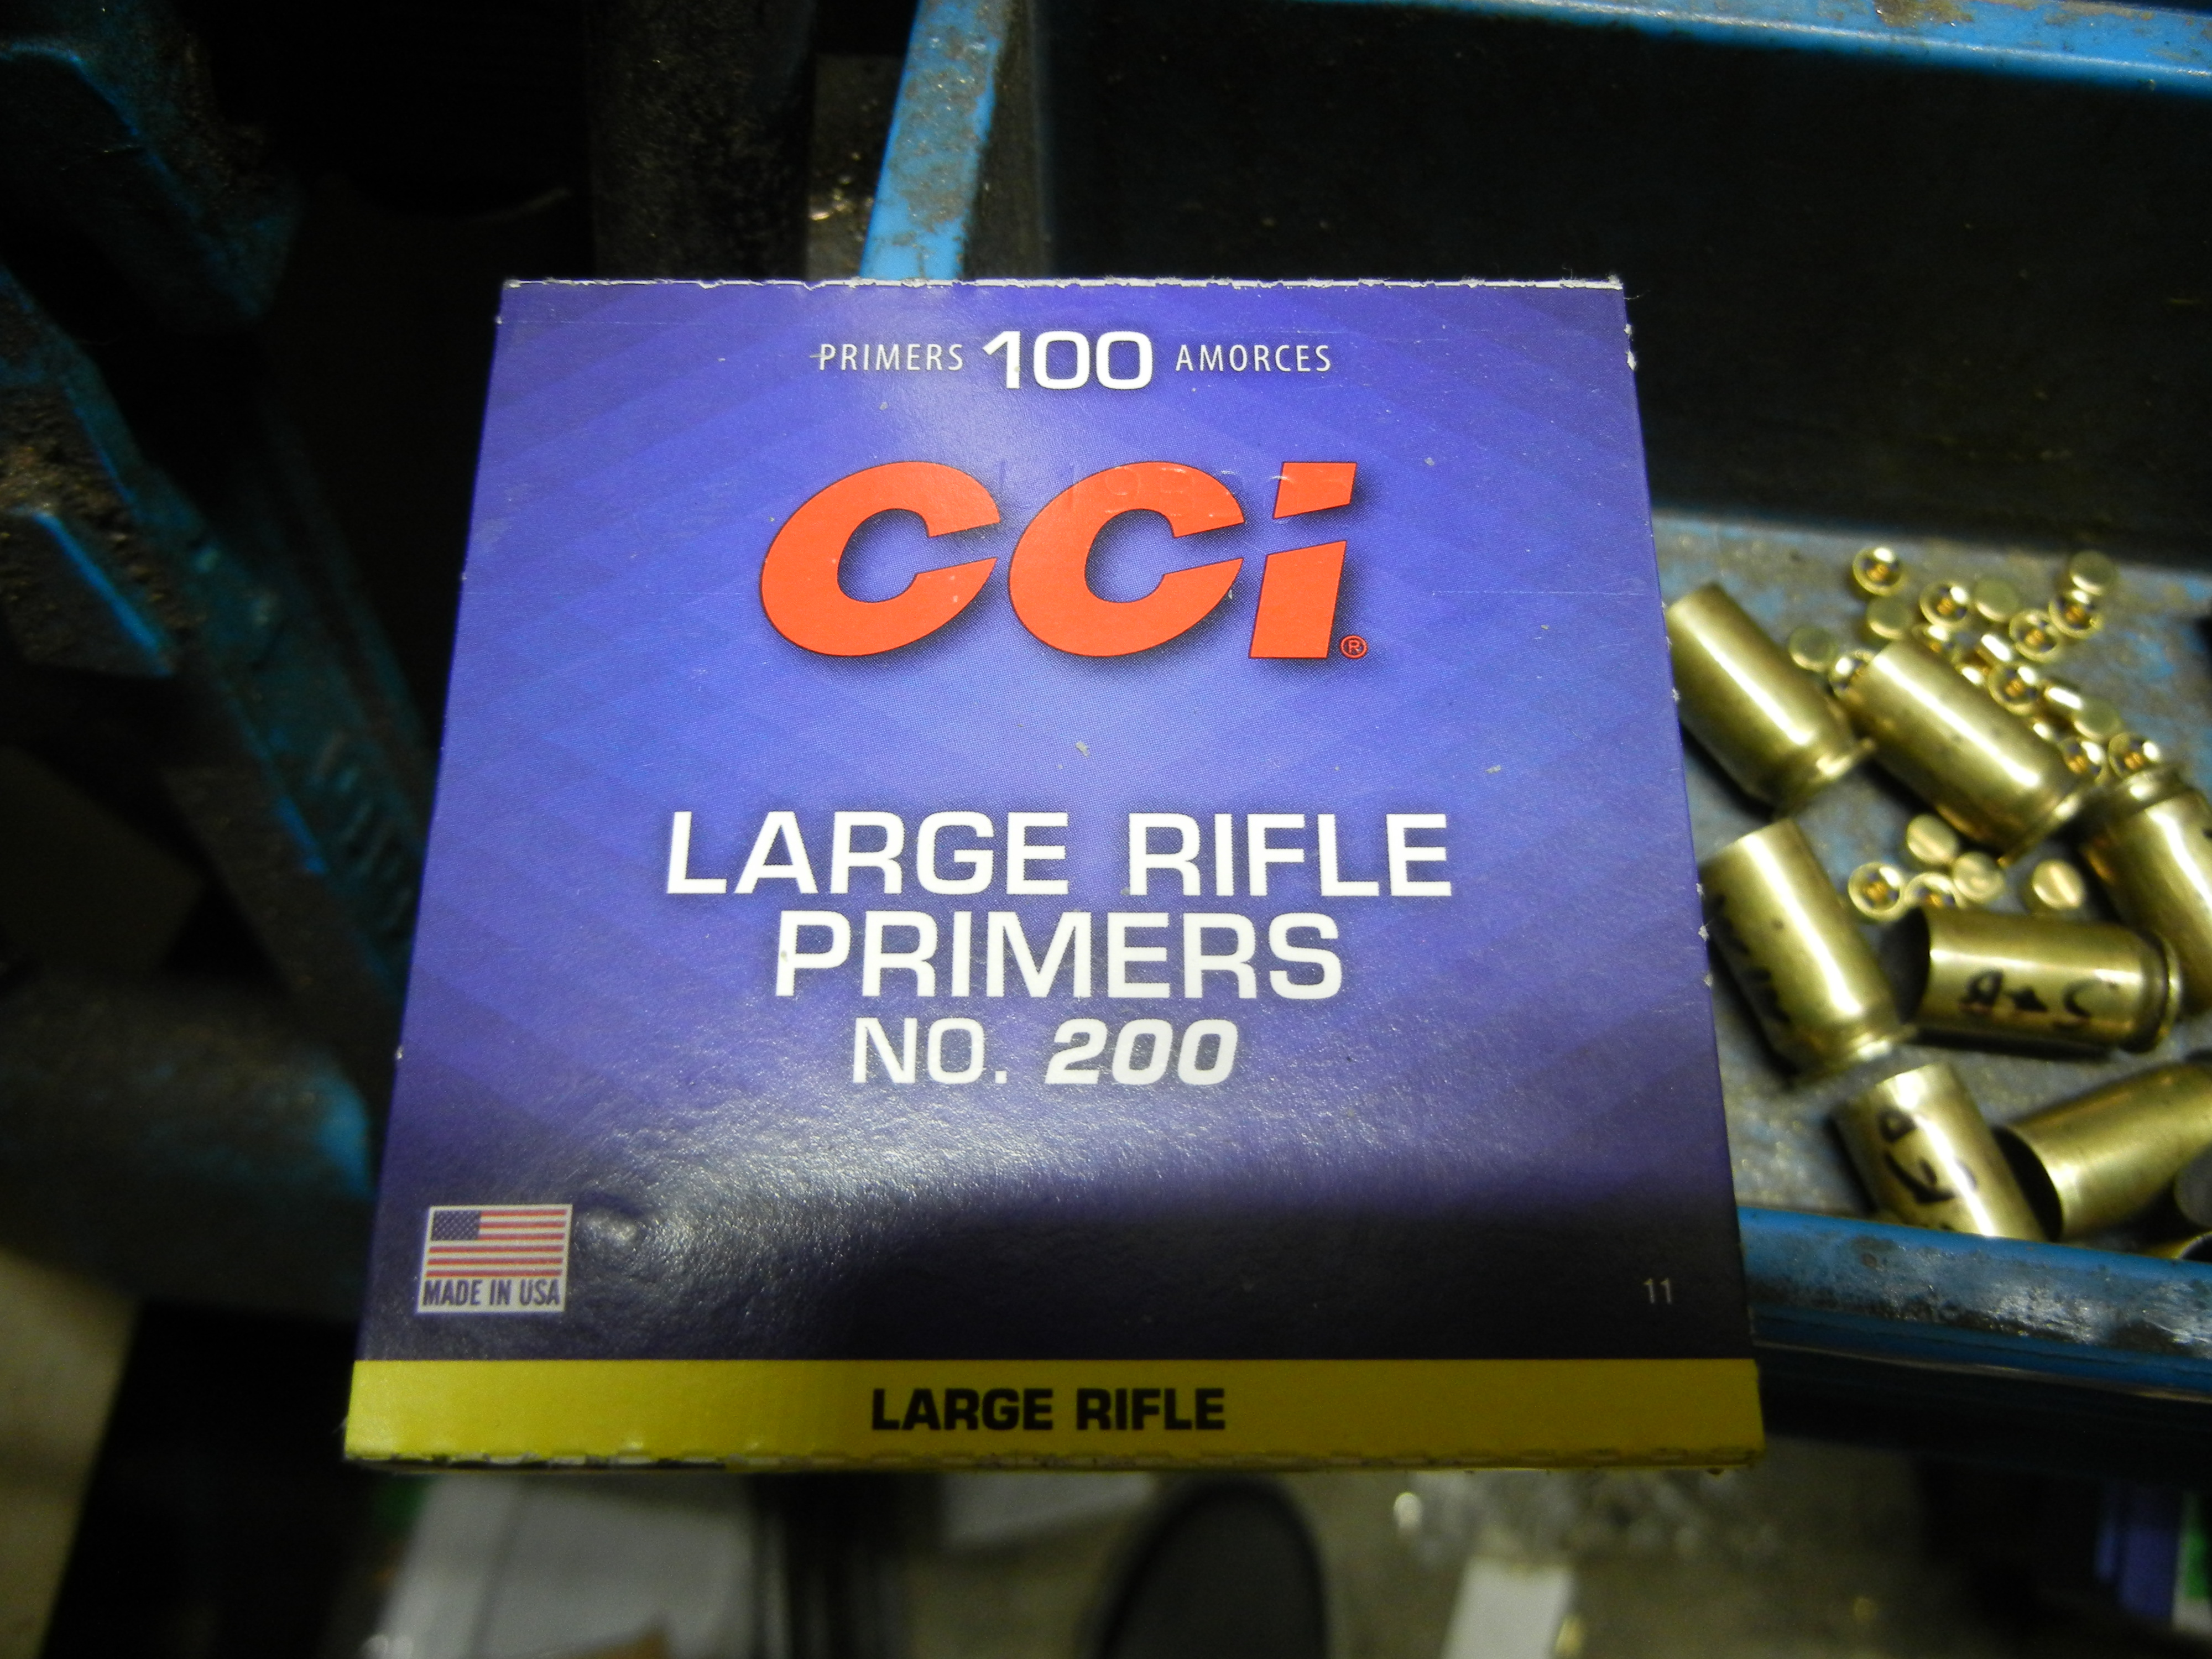 PRIMERS 100 AMORCES
CCI®
LARGE RIFLE
PRIMERS
NO. 200
MADE IN USA
11
LARGE RIFLE